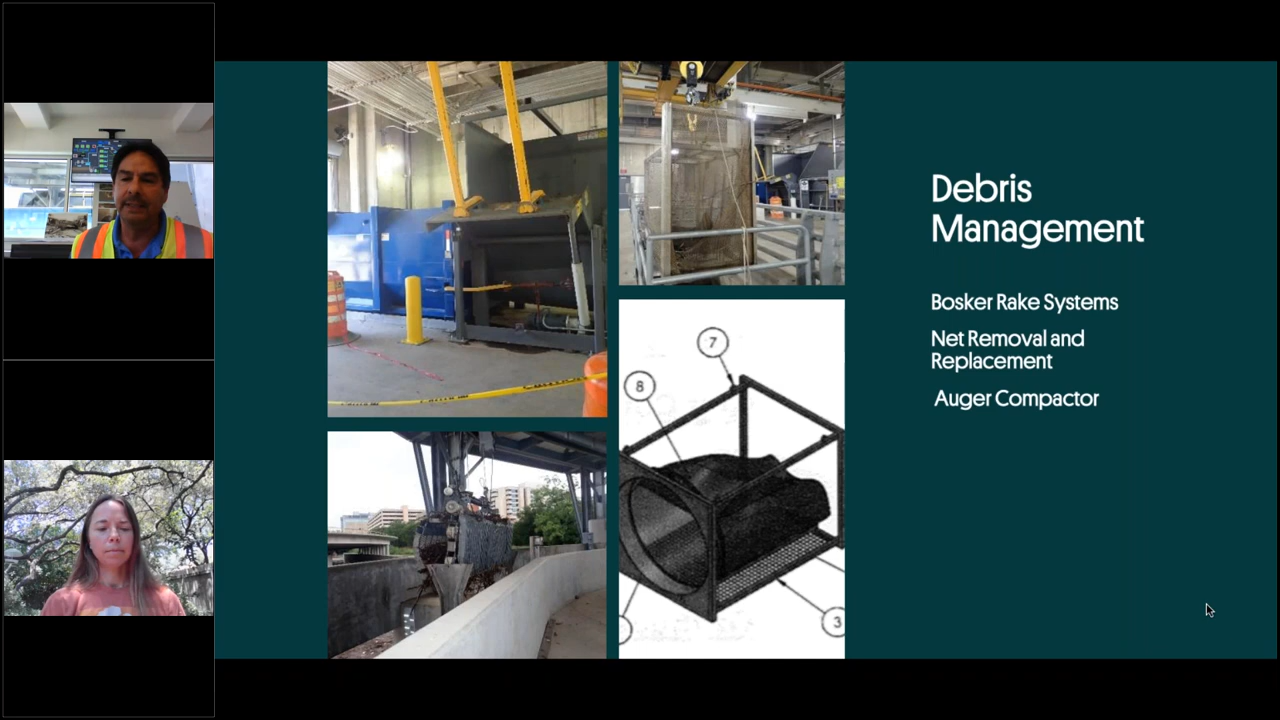 Debris
Management
Bosker Rake Systems
Net Removal and
Replacement
Auger Compactor
7
8
3